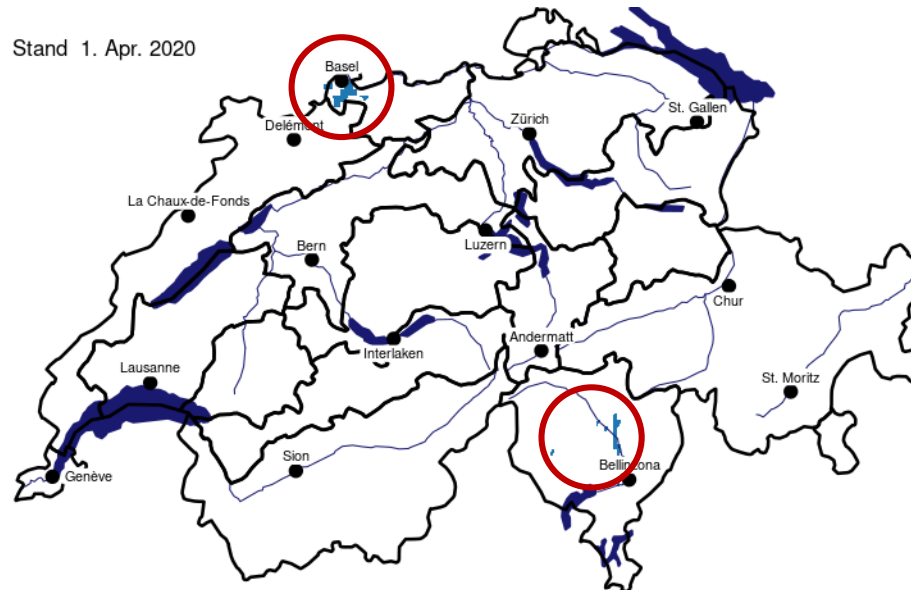 Stand 1. Apr. 2020
Basel
Delémont
Zürich
St. Gallen
La Chaux-de-Fonds
Bern
Luzern
Chur
Interlaken
Andermatt
Lausanne
St. Moritz
Sion
Bellinzona
Genève